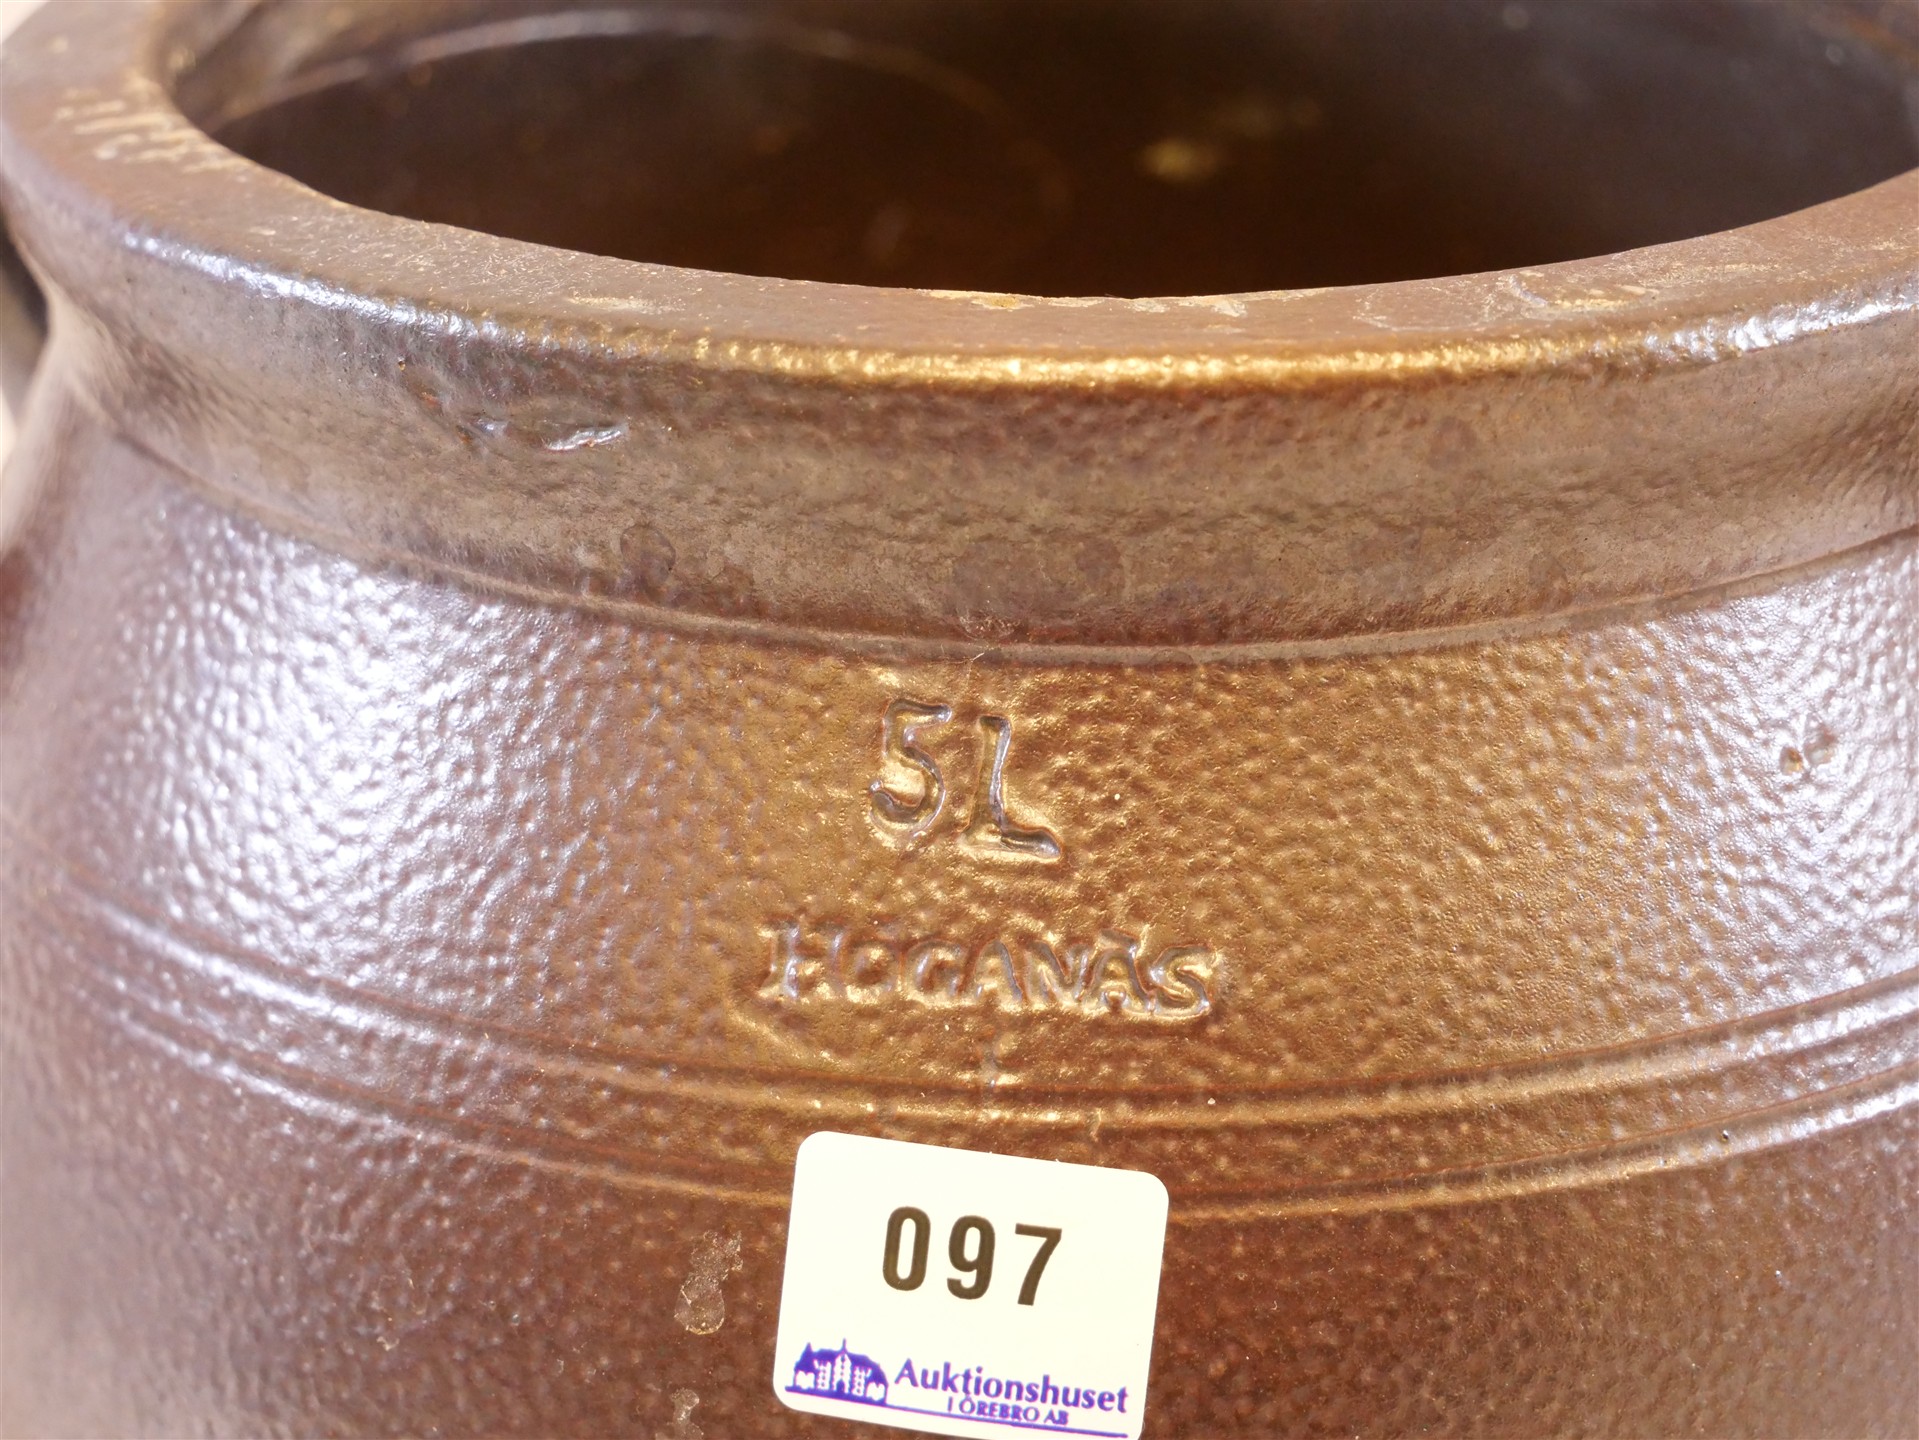 5L
HÖGANÄS
097
Auktionshuset
I ÖREBRO AB